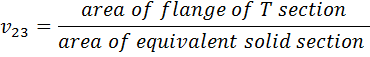 v₂₃ = area of flange of T section / area of equivalent solid section